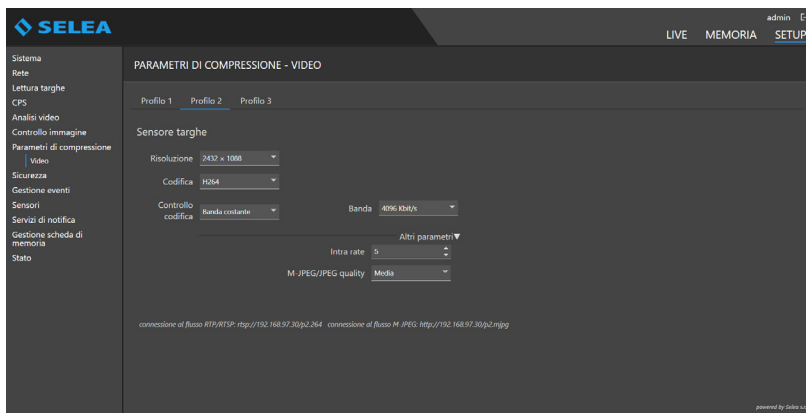 SELEA
admin
LIVE MEMORIA SETUP
Sistema
Rete
Lettura targhe
CPS
Analisi video
Controllo immagine
Parametri di compressione
Video
Sicurezza
Gestione eventi
Sensori
Servizi di notifica
Gestione scheda di
memoria
Stato
PARAMETRI DI COMPRESSIONE - VIDEO
Profilo 1 Profilo 2 Profilo 3
Sensore targhe
Risoluzione 2432 × 1088
Codifica H264
Controllo
codifica Banda costante Banda 4096 Kbit/s
Altri parametri▼
Intra rate 5
M-JPEG/JPEG quality Media
connessione al flusso RTP/RTSP: rtsp://192.168.97.30/p2.264 connessione al flusso M-JPEG: http://192.168.97.30/p2.mjpg
powered by Selea s.r